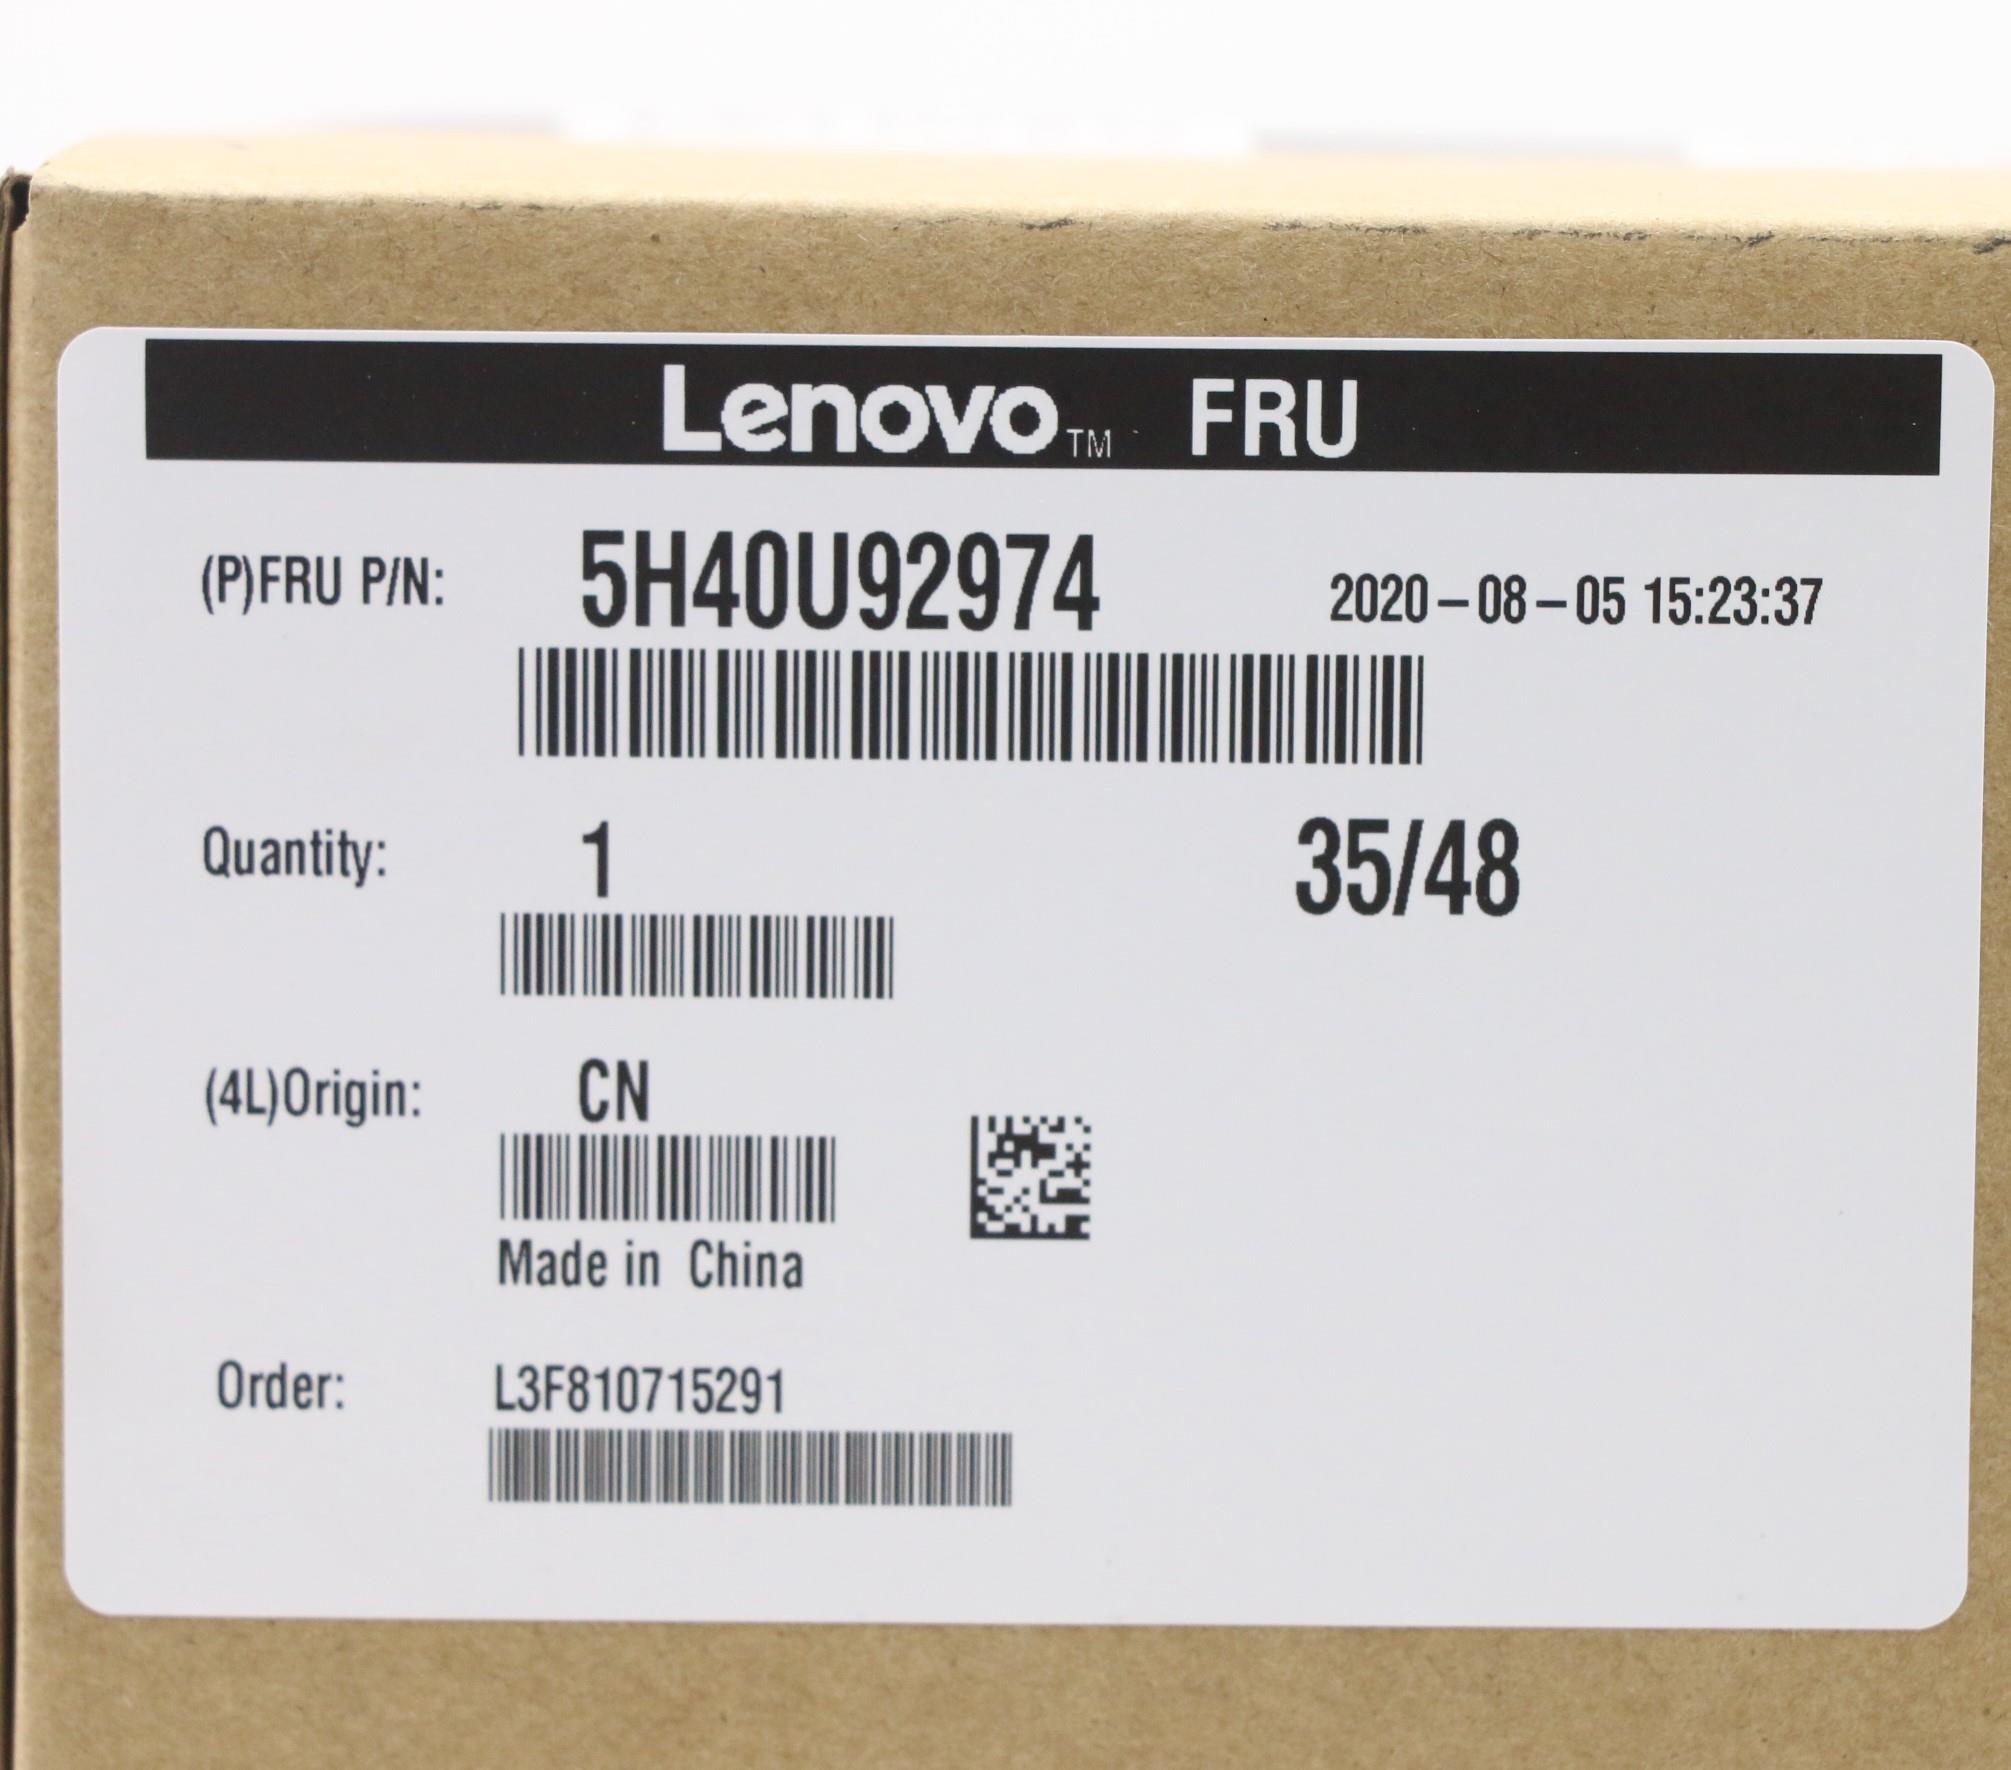 Lenovo™ FRU
(P)FRU P/N: 5H40U92974 2020-08-05 15:23:37
Quantity: 1 35/48
(4L)Origin: CN
Made in China
Order: L3F810715291